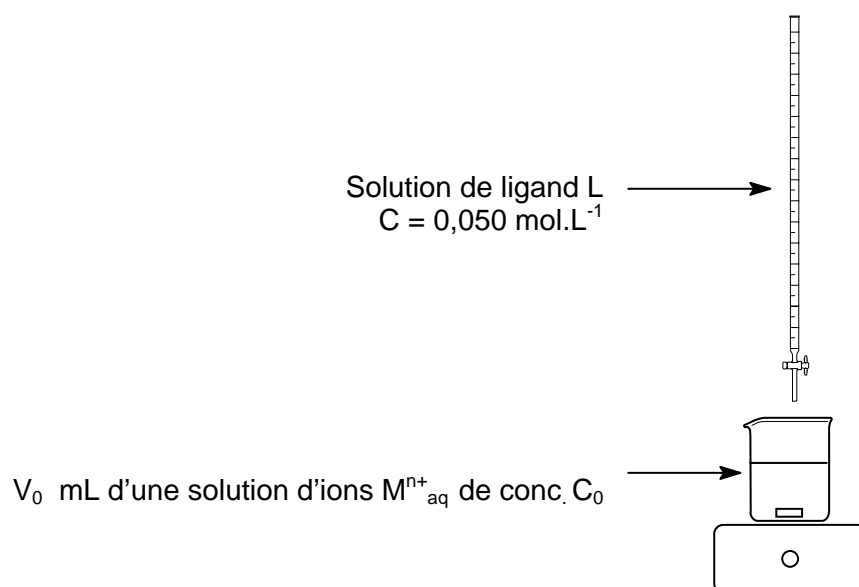 Solution de ligand L
C = 0,050 mol.L⁻¹
V₀ mL d'une solution d'ions Mⁿ⁺aq de conc. C₀